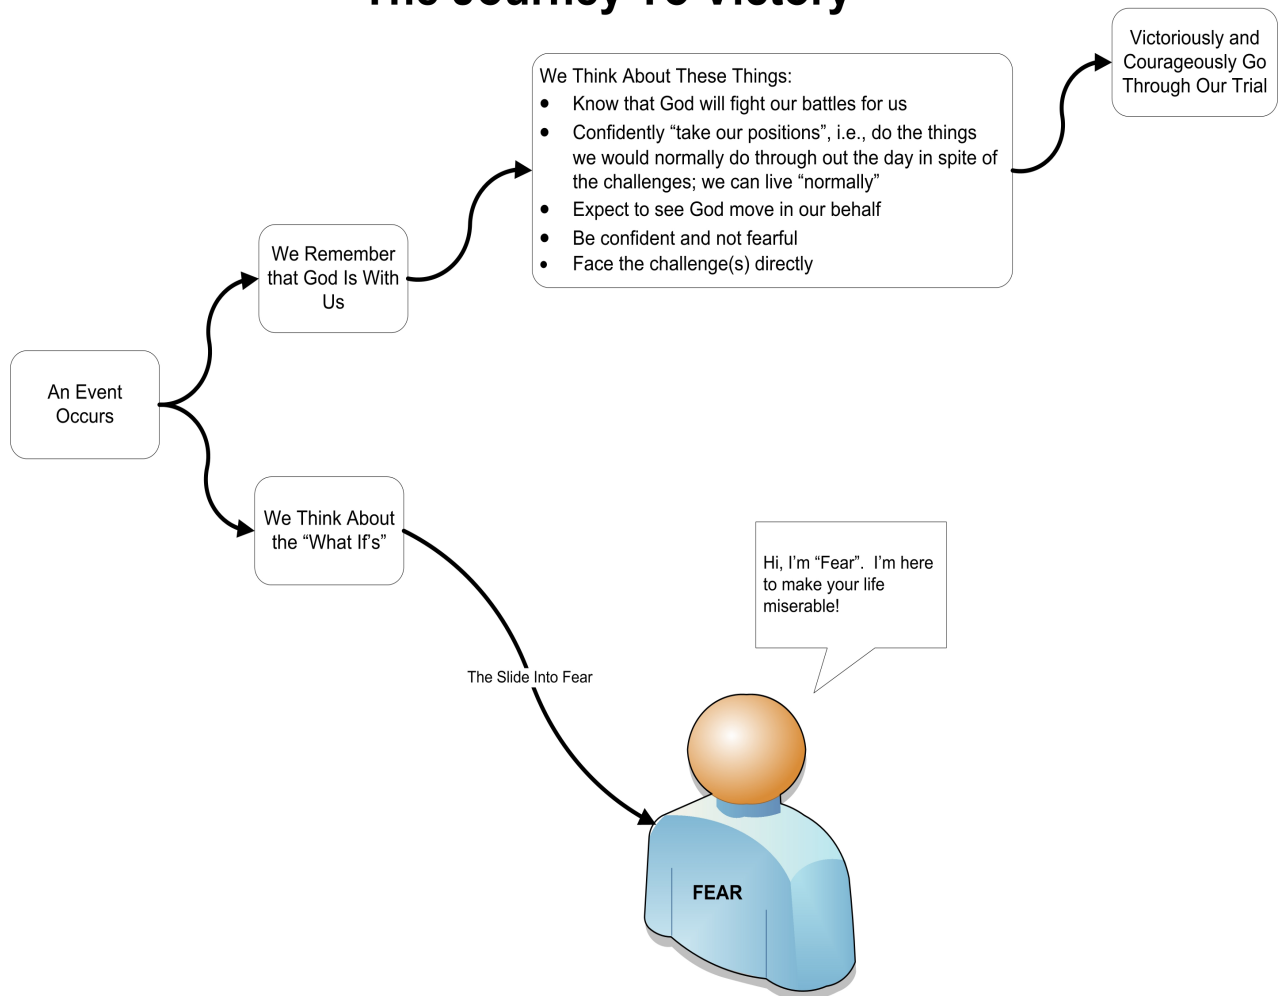 The Journey To Victory
Victoriously and
Courageously Go
Through Our Trial
We Think About These Things:
• Know that God will fight our battles for us
• Confidently “take our positions”, i.e., do the things
we would normally do through out the day in spite of
the challenges; we can live “normally”
• Expect to see God move in our behalf
• Be confident and not fearful
• Face the challenge(s) directly
We Remember
that God Is With
Us
An Event
Occurs
We Think About
the “What If’s”
Hi, I’m “Fear”. I’m here
to make your life
miserable!
The Slide Into Fear
FEAR